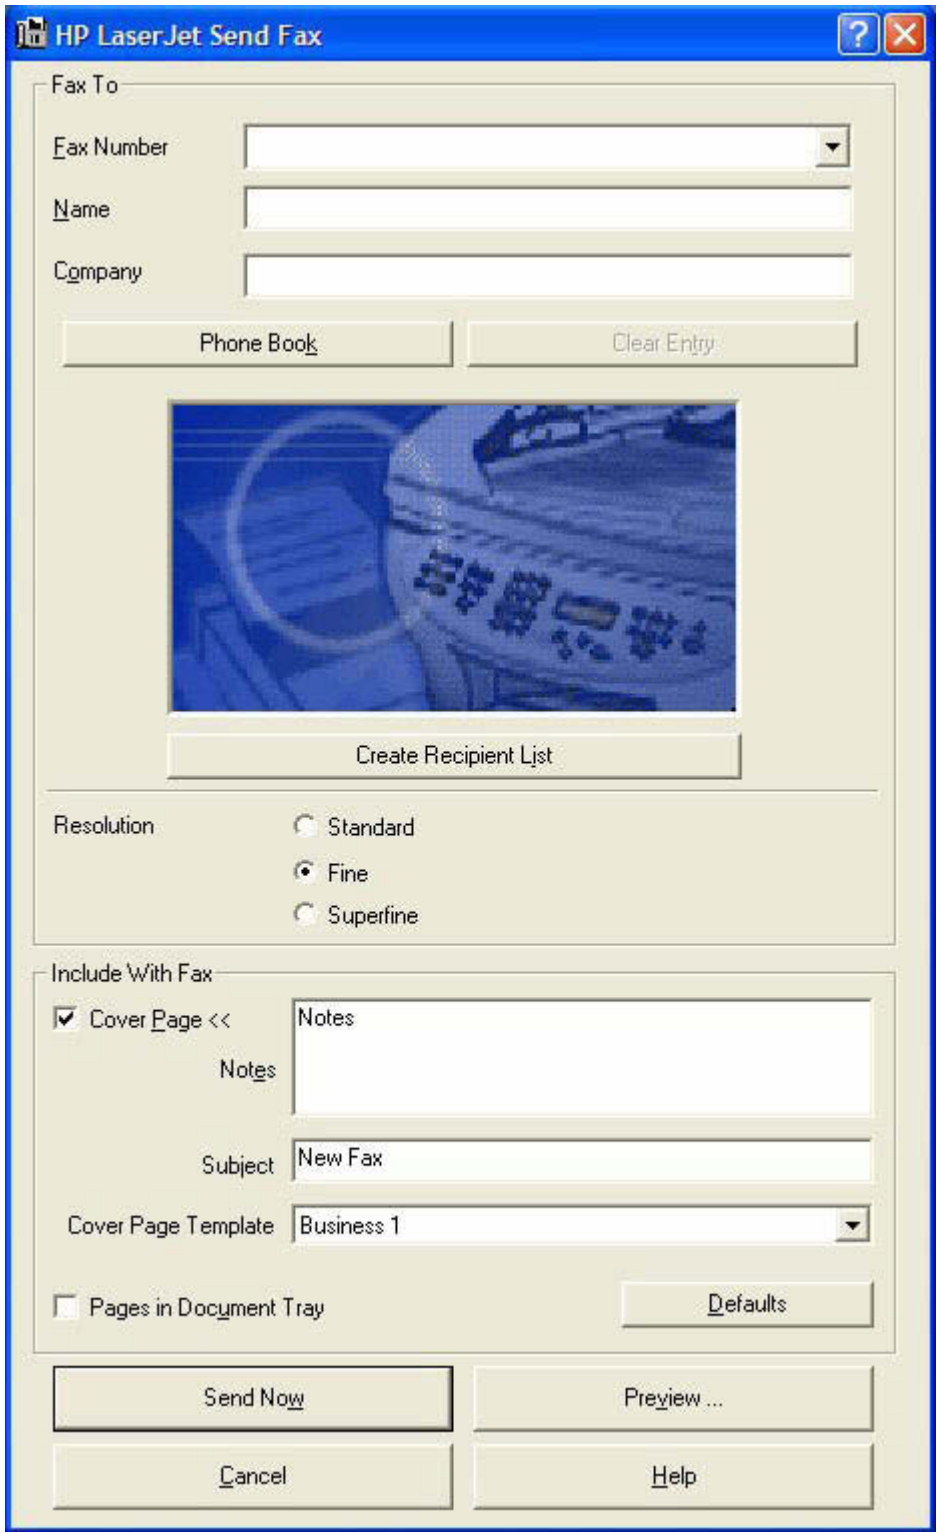 HP LaserJet Send Fax
Fax To
Fax Number
Name
Company
Phone Book
Clear Entry
Create Recipient List
Resolution
Standard
Fine
Superfine
Include With Fax
Cover Page <<
Notes
Notes
Subject
New Fax
Cover Page Template
Business 1
Pages in Document Tray
Defaults
Send Now
Preview ...
Cancel
Help